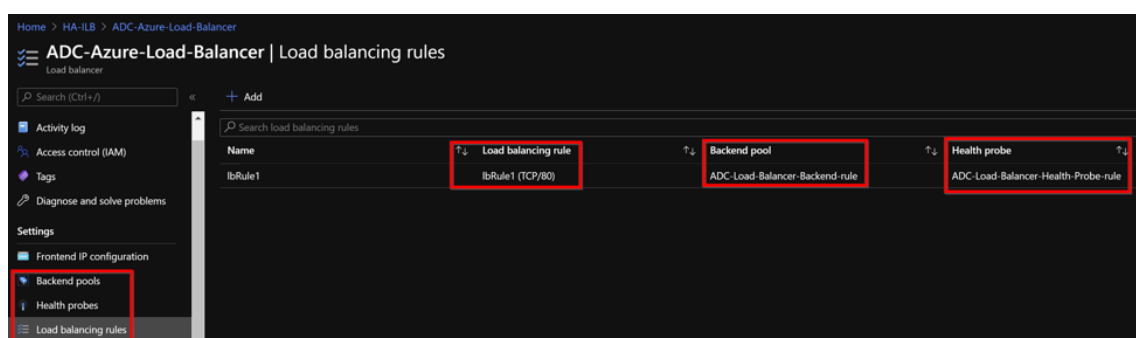 Home > HA-ILB > ADC-Azure-Load-Balancer
ADC-Azure-Load-Balancer | Load balancing rules
Load balancer
Search (Ctrl+/)
«
+ Add
Activity log
Access control (IAM)
Tags
Diagnose and solve problems
Settings
Frontend IP configuration
Backend pools
Health probes
Load balancing rules
Search load balancing rules
Name ↑↓ Load balancing rule ↑↓ Backend pool ↑↓ Health probe ↑↓
lbRule1 lbRule1 (TCP/80) ADC-Load-Balancer-Backend-rule ADC-Load-Balancer-Health-Probe-rule